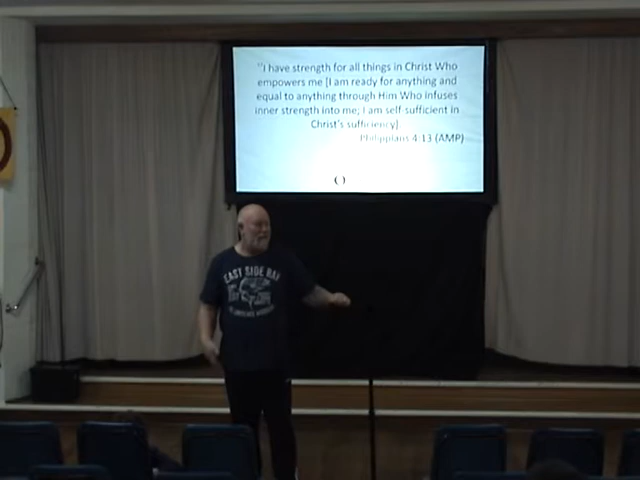 "I have strength for all things in Christ Who
empowers me [I am ready for anything and
equal to anything through Him Who infuses
inner strength into me; I am self-sufficient in
Christ's sufficiency].
Philippians 4:13 (AMP)
()
EAST SIDE